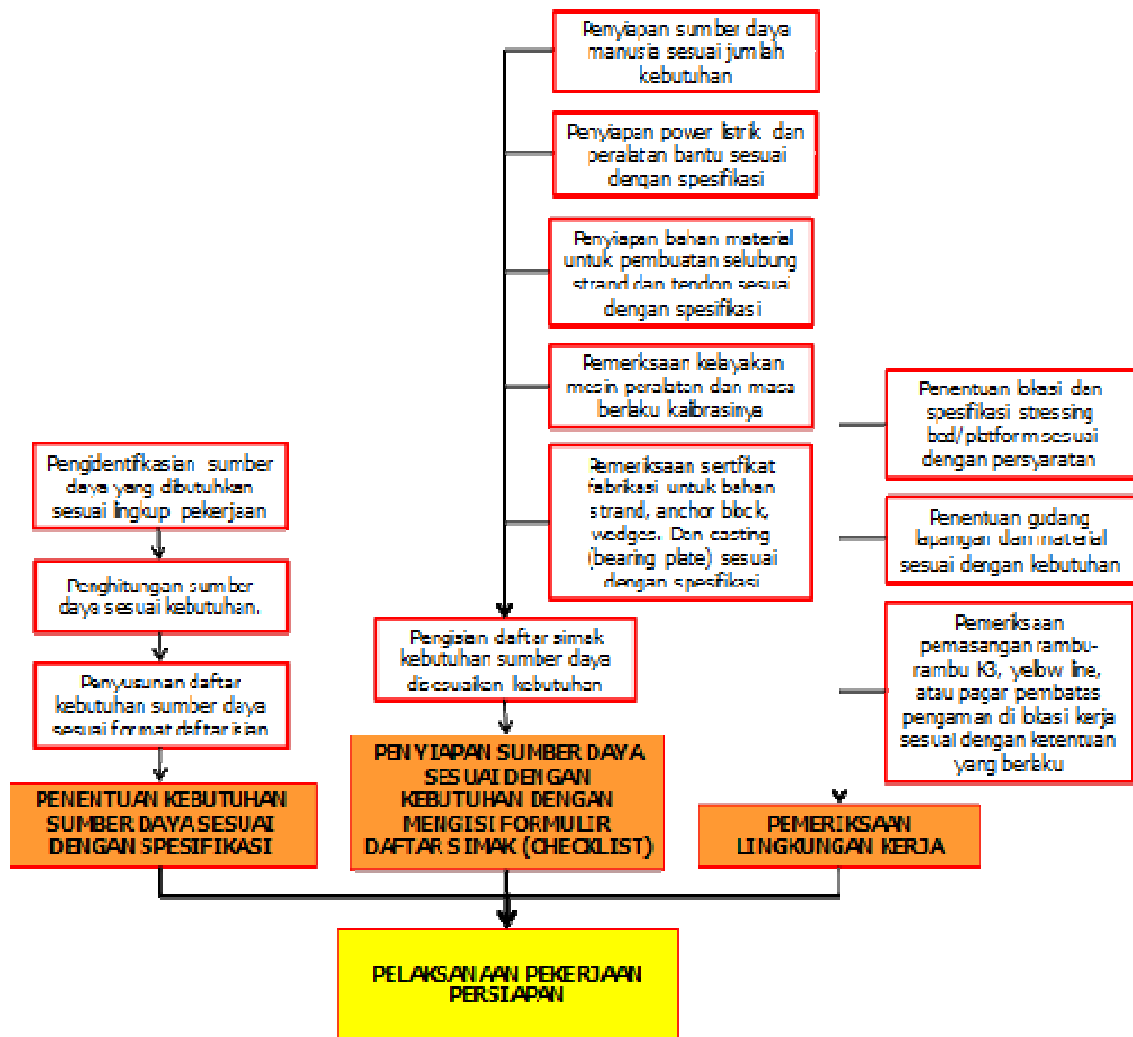 Penyiapan sumber daya
manusia sesuai jumlah
kebutuhan
Penyiapan power listrik dan
peralatan bantu sesuai
dengan spesifikasi
Penyiapan bahan material
untuk pembuatan selubung
strand dan tendon sesuai
dengan spesifikasi
Pemeriksaan kelayakan
mesin peralatan dan masa
berlaku kalibrasinya
Pemeriksaan sertfikat
fabrikasi untuk bahan
strand, anchor block,
wedges. Dan casting
(bearing plate) sesuai
dengan spesifikasi
Pengisian daftar simak
kebutuhan sumber daya
disesuaikan kebutuhan
PENYIAPAN SUMBER DAYA
SESUAI DENGAN
KEBUTUHAN DENGAN
MENGISI FORMULIR
DAFTAR SIMAK (CHECKLIST)
Pengidentifkasian sumber
daya yang dibutuhkan
sesuai lingkup pekerjaan
Penghitungan sumber
daya sesuai kebutuhan.
Penyusunan daftar
kebutuhan sumber daya
sesuai format daftar isian
PENENTUAN KEBUTUHAN
SUMBER DAYA SESUAI
DENGAN SPESIFIKASI
Penentuan lokasi dan
spesifikasi stressing
bed/platform sesuai
dengan persyaratan
Penentuan gudang
lapangan dan material
sesuai dengan kebutuhan
Pemeriksaan
pemasangan rambu-
rambu K3, yellow line,
atau pagar pembatas
pengaman di lokasi kerja
sesuai dengan ketentuan
yang berlaku
PEMERIKSAAN
LINGKUNGAN KERJA
PELAKSANAAN PEKERJAAN
PERSIAPAN